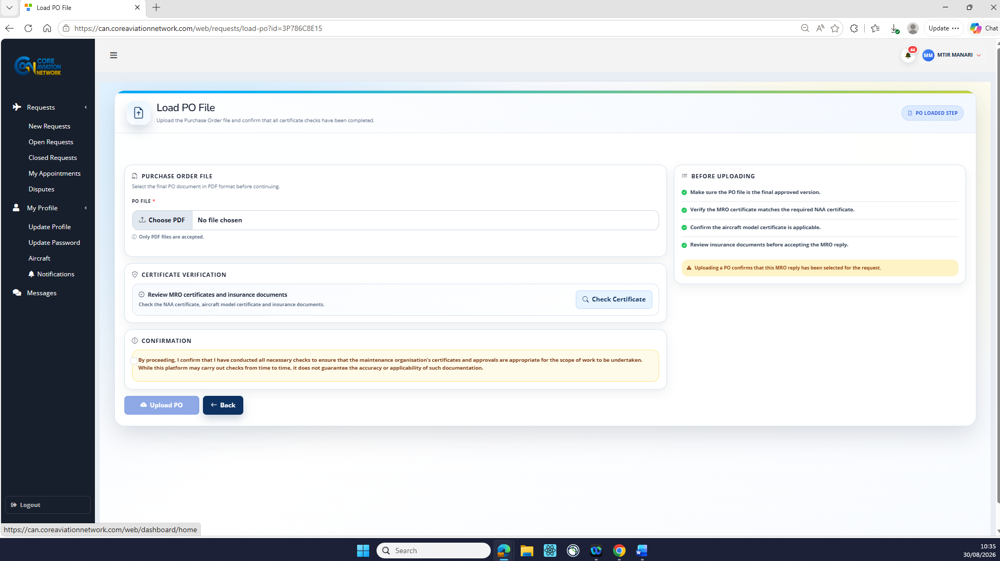 Load PO File
https://can.coreaviationnetwork.com/web/requests/load-po?id=3P786C8E15
Update
Chat
CORE
AVIATION
NETWORK
44
MM
MTIR MANARI
Requests
New Requests
Open Requests
Closed Requests
My Appointments
Disputes
My Profile
Update Profile
Update Password
Aircraft
Notifications
Messages
Logout
Load PO File
Upload the Purchase Order file and confirm that all certificate checks have been completed.
PO LOADED STEP
PURCHASE ORDER FILE
Select the final PO document in PDF format before continuing.
PO FILE *
Choose PDF
No file chosen
Only PDF files are accepted.
CERTIFICATE VERIFICATION
Review MRO certificates and insurance documents
Check the NAA certificate, aircraft model certificate and insurance documents.
Check Certificate
CONFIRMATION
By proceeding, I confirm that I have conducted all necessary checks to ensure that the maintenance organisation's certificates and approvals are appropriate for the scope of work to be undertaken.
While this platform may carry out checks from time to time, it does not guarantee the accuracy or applicability of such documentation.
Upload PO
Back
BEFORE UPLOADING
Make sure the PO file is the final approved version.
Verify the MRO certificate matches the required NAA certificate.
Confirm the aircraft model certificate is applicable.
Review insurance documents before accepting the MRO reply.
Uploading a PO confirms that this MRO reply has been selected for the request.
https://can.coreaviationnetwork.com/web/dashboard/home
Search
10:35
30/08/2026